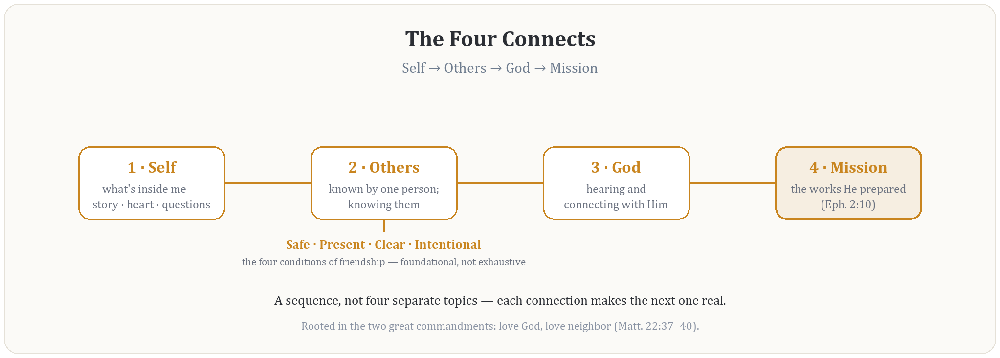 The Four Connects
Self → Others → God → Mission
1 · Self
what's inside me —
story · heart · questions
2 · Others
known by one person;
knowing them
3 · God
hearing and
connecting with Him
4 · Mission
the works He prepared
(Eph. 2:10)
Safe · Present · Clear · Intentional
the four conditions of friendship — foundational, not exhaustive
A sequence, not four separate topics — each connection makes the next one real.
Rooted in the two great commandments: love God, love neighbor (Matt. 22:37–40).